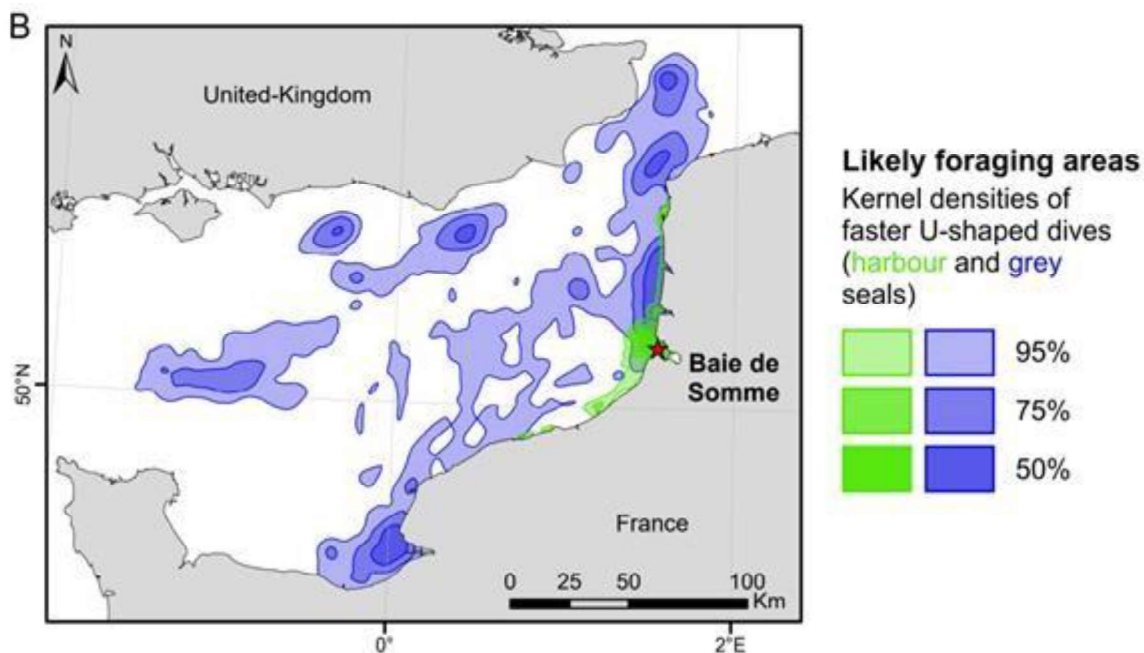 B
N
United-Kingdom
Baie de
Somme
50°N
France
0 25 50 100
Km
0° 2°E
Likely foraging areas
Kernel densities of
faster U-shaped dives
(harbour and grey
seals)
95%
75%
50%